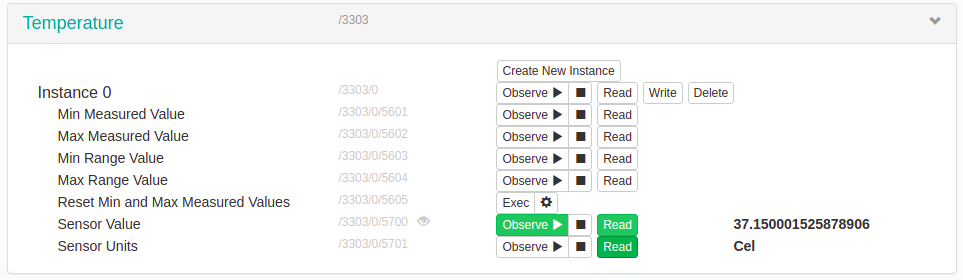 Temperature /3303
Create New Instance
Instance 0 /3303/0 Observe Read Write Delete
Min Measured Value /3303/0/5601 Observe Read
Max Measured Value /3303/0/5602 Observe Read
Min Range Value /3303/0/5603 Observe Read
Max Range Value /3303/0/5604 Observe Read
Reset Min and Max Measured Values /3303/0/5605 Exec
Sensor Value /3303/0/5700 Observe Read 37.150001525878906
Sensor Units /3303/0/5701 Observe Read Cel